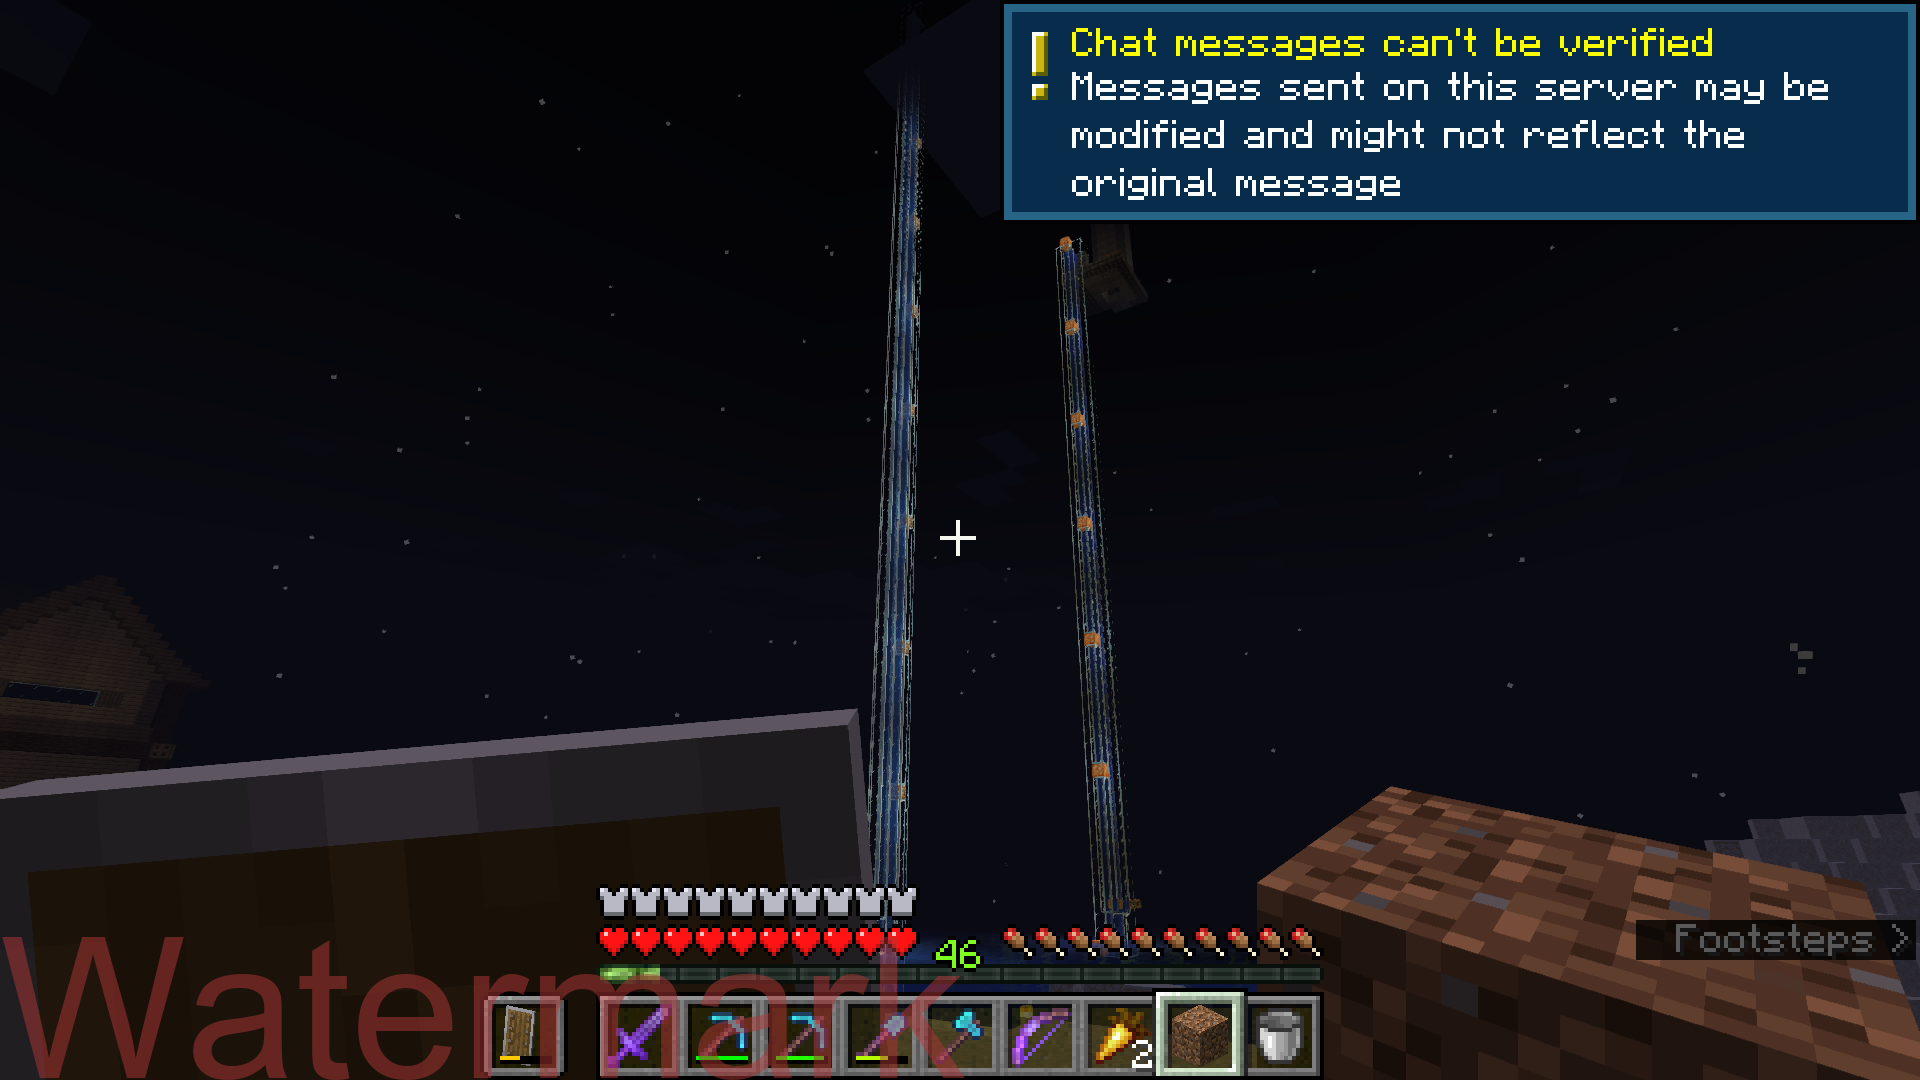 Chat messages can't be verified
Messages sent on this server may be
modified and might not reflect the
original message
Footsteps >
46
2
Watermark